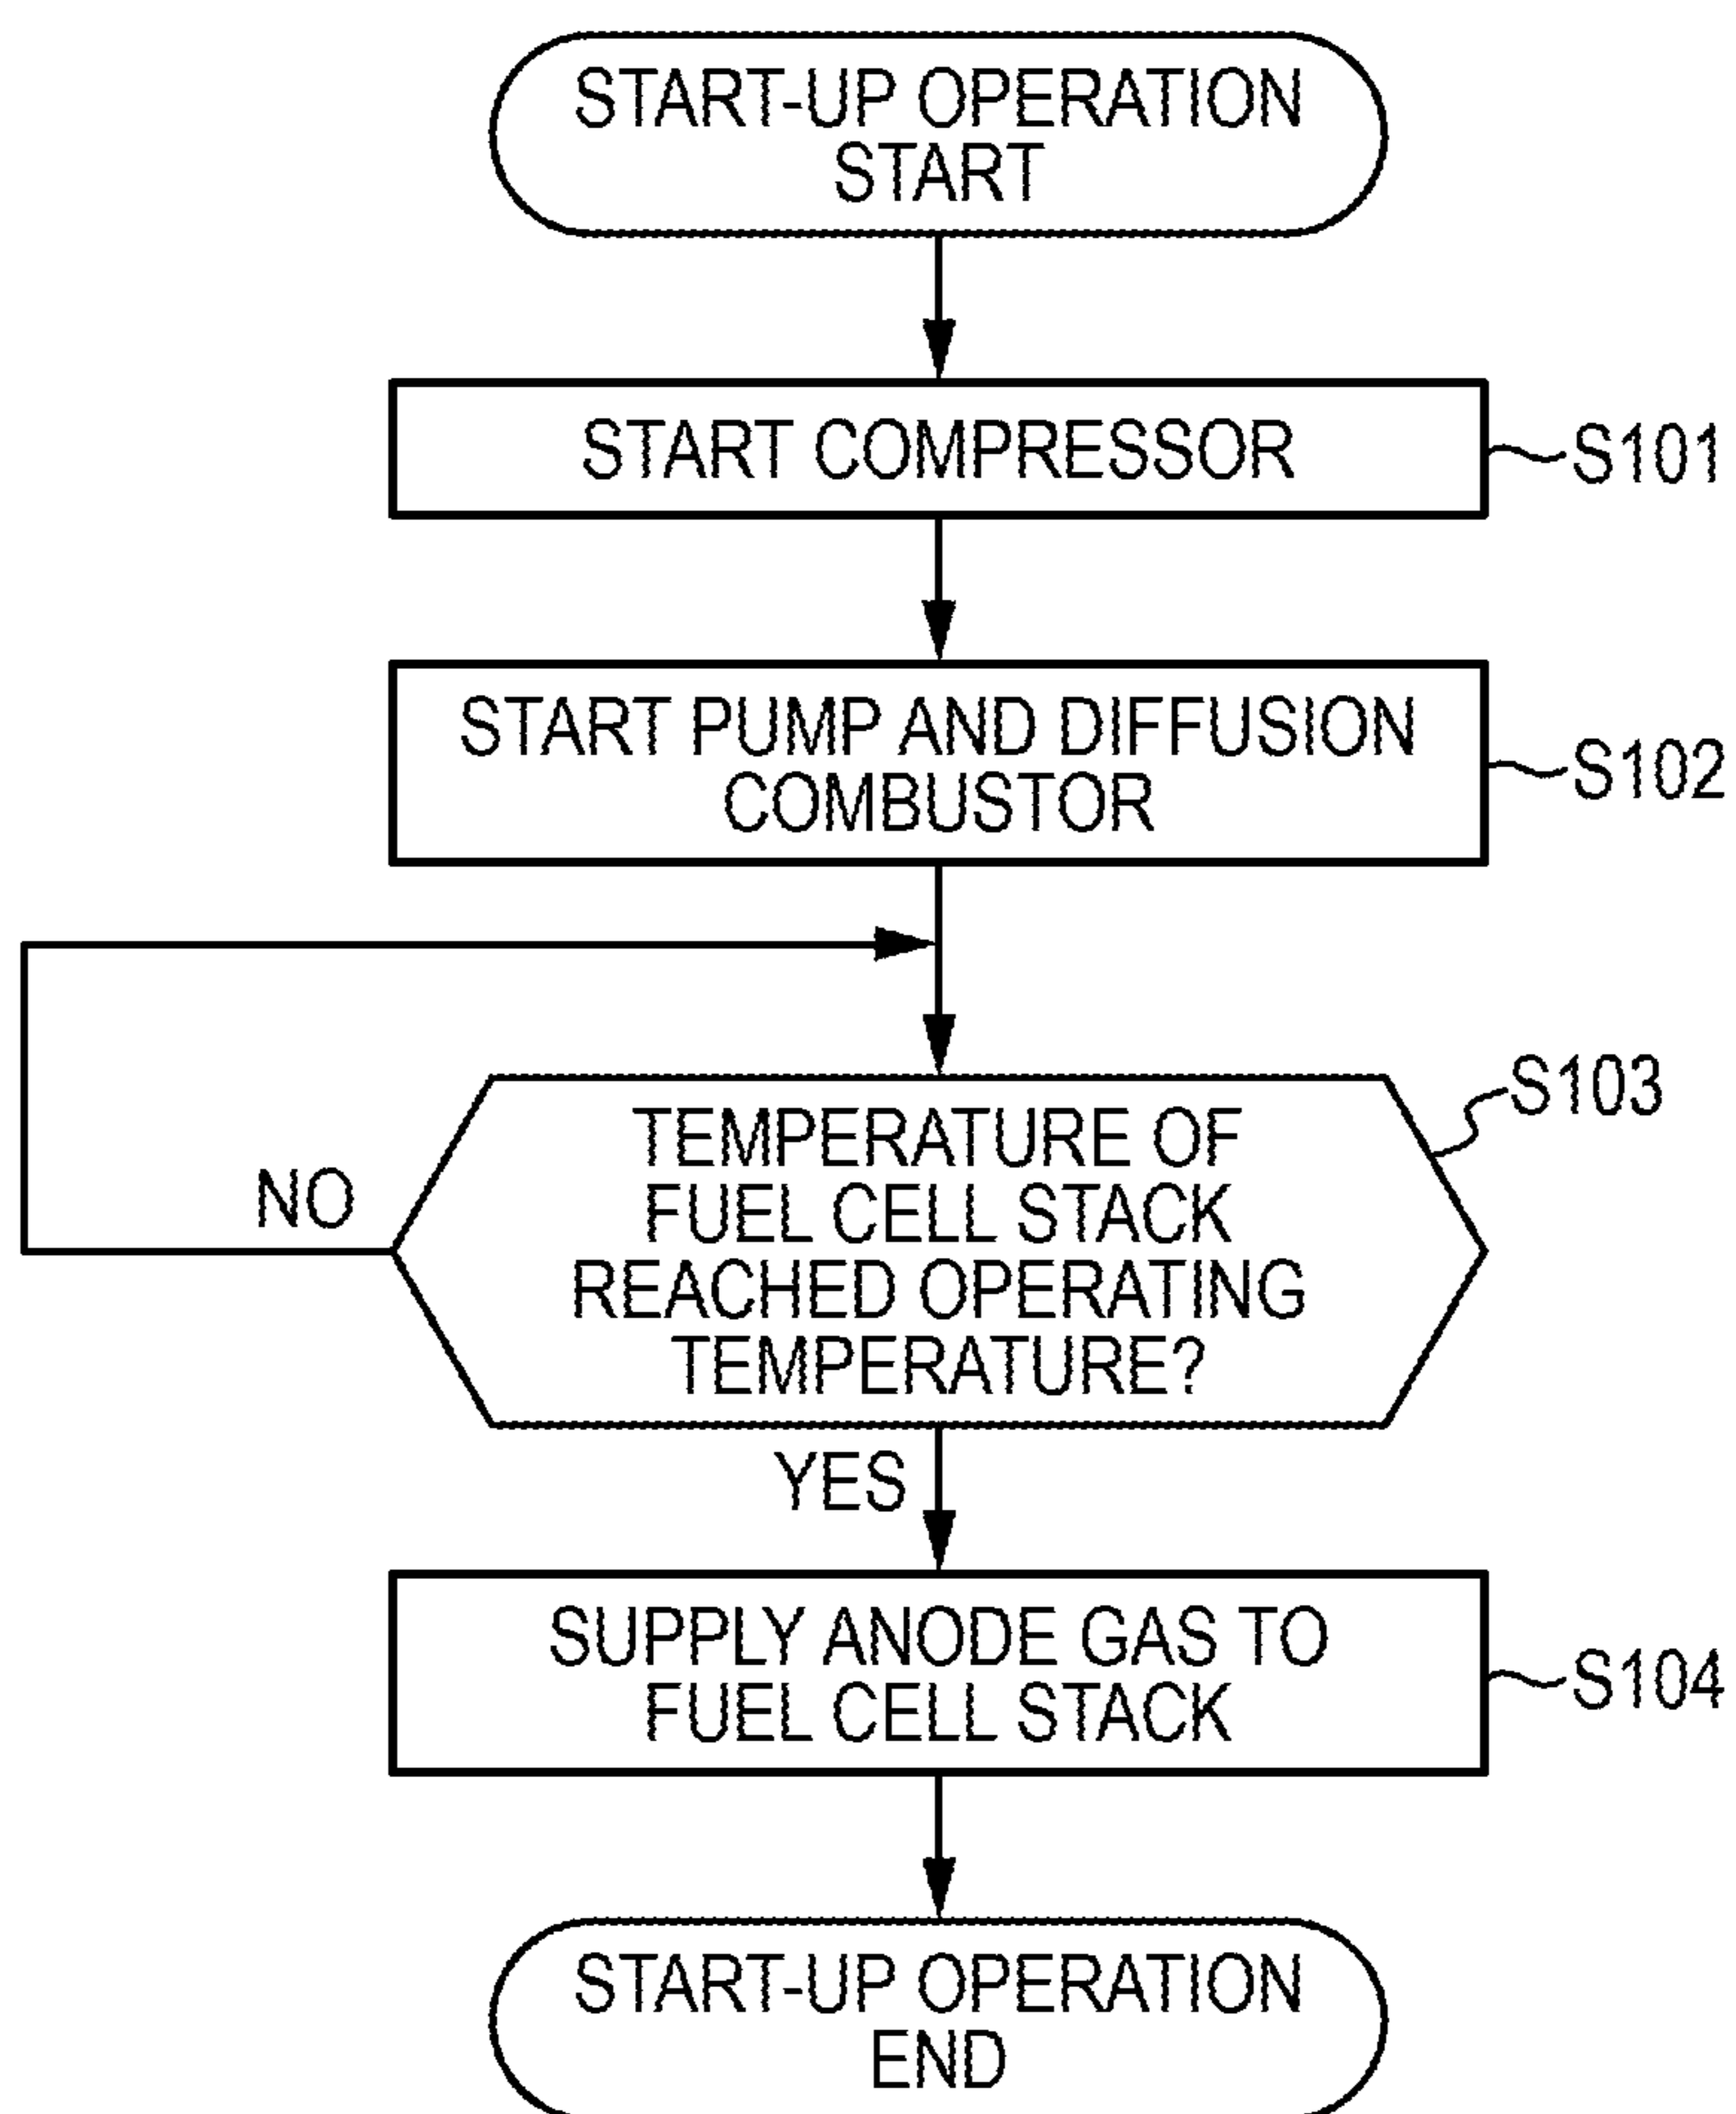 START-UP OPERATION
START
START COMPRESSOR
S101
START PUMP AND DIFFUSION
COMBUSTOR
S102
TEMPERATURE OF
FUEL CELL STACK
REACHED OPERATING
TEMPERATURE?
S103
NO
YES
SUPPLY ANODE GAS TO
FUEL CELL STACK
S104
START-UP OPERATION
END